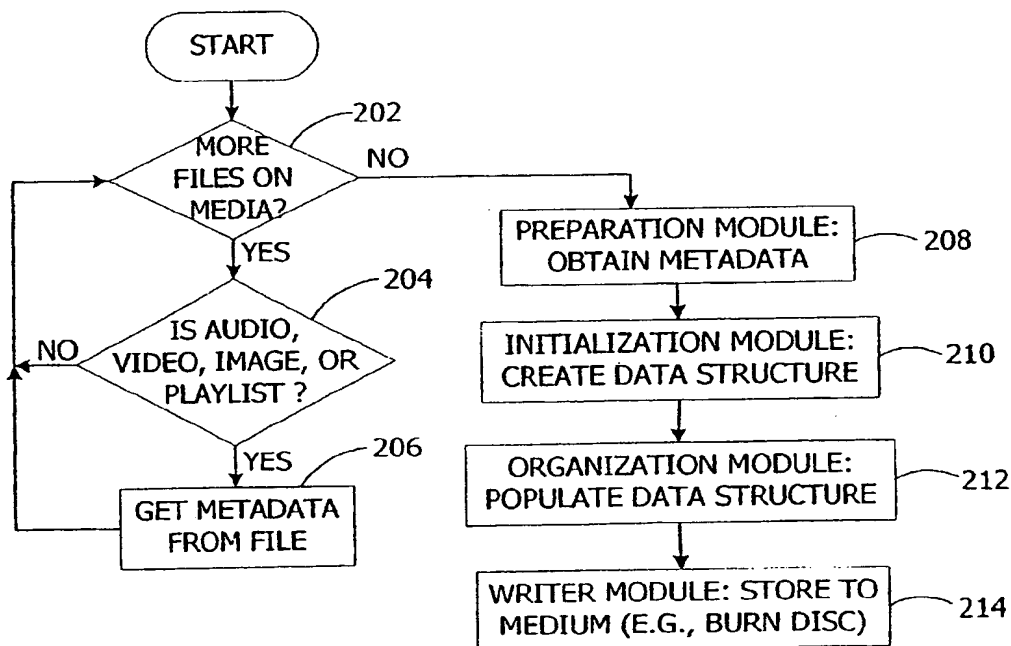 START
202
MORE
FILES ON
MEDIA?
NO
YES
204
IS AUDIO,
VIDEO, IMAGE, OR
PLAYLIST ?
NO
YES
206
GET METADATA
FROM FILE
PREPARATION MODULE:
OBTAIN METADATA
208
INITIALIZATION MODULE:
CREATE DATA STRUCTURE
210
ORGANIZATION MODULE:
POPULATE DATA STRUCTURE
212
WRITER MODULE: STORE TO
MEDIUM (E.G., BURN DISC)
214